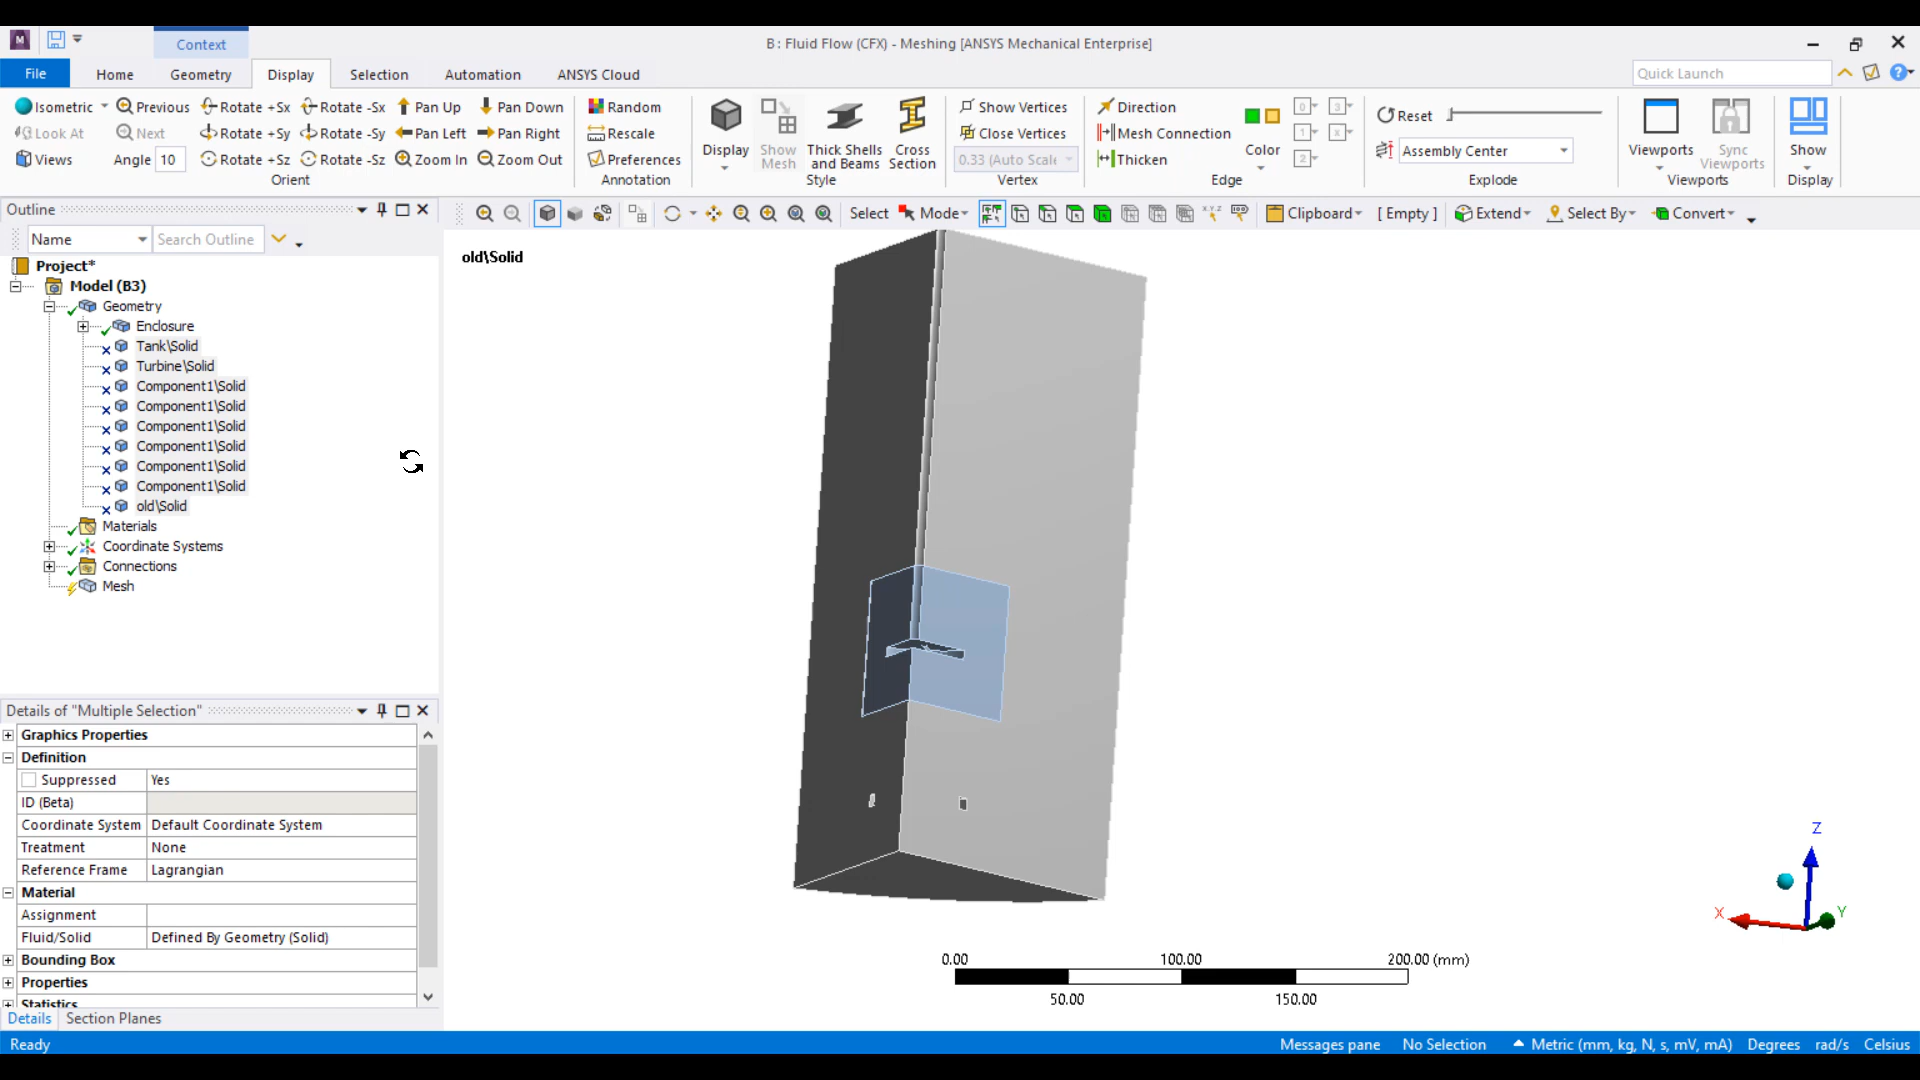 M
Context
B : Fluid Flow (CFX) - Meshing [ANSYS Mechanical Enterprise]
File Home Geometry Display Selection Automation ANSYS Cloud
Quick Launch
Isometric Previous Rotate +Sx Rotate -Sx Pan Up Pan Down
Look At Next Rotate +Sy Rotate -Sy Pan Left Pan Right
Views Angle 10 Rotate +Sz Rotate -Sz Zoom In Zoom Out
Orient
Random
Rescale
Preferences
Annotation
Display
Show Mesh
Thick Shells and Beams
Cross Section
Style
Show Vertices
Close Vertices
0.33 (Auto Scale
Vertex
Direction
Mesh Connection
Thicken
Color
Edge
Reset
Assembly Center
Explode
Viewports
Sync Viewports
Viewports
Show
Display
Outline
Name Search Outline
Select Mode Clipboard [ Empty ] Extend Select By Convert
Project*
Model (B3)
Geometry
Enclosure
Tank\Solid
Turbine\Solid
Component1\Solid
Component1\Solid
Component1\Solid
Component1\Solid
Component1\Solid
Component1\Solid
old\Solid
Materials
Coordinate Systems
Connections
Mesh
old\Solid
Details of "Multiple Selection"
Graphics Properties
Definition
Suppressed Yes
ID (Beta)
Coordinate System Default Coordinate System
Treatment None
Reference Frame Lagrangian
Material
Assignment
Fluid/Solid Defined By Geometry (Solid)
Bounding Box
Properties
Statistics
Details Section Planes
Z
X
Y
0.00 100.00 200.00 (mm)
50.00 150.00
Ready
Messages pane No Selection Metric (mm, kg, N, s, mV, mA) Degrees rad/s Celsius